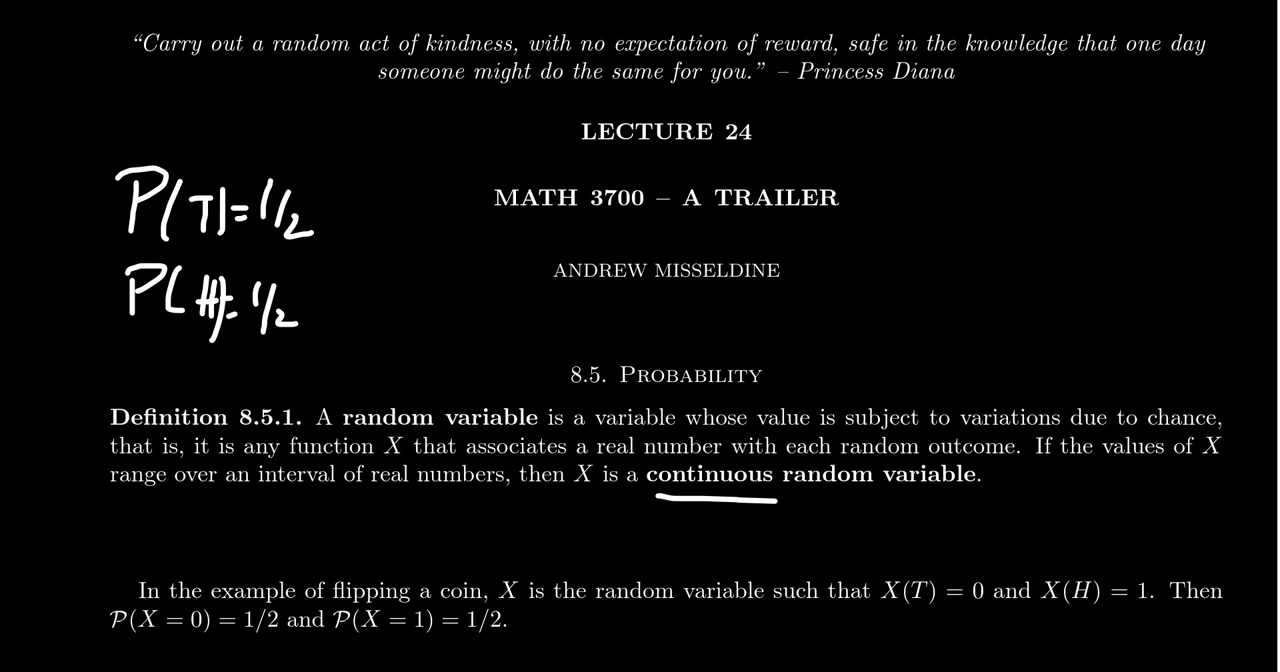 “Carry out a random act of kindness, with no expectation of reward, safe in the knowledge that one day
someone might do the same for you.” – Princess Diana
LECTURE 24
MATH 3700 – A TRAILER
P(T)=1/2
ANDREW MISSELDINE
P(H)=1/2
8.5. PROBABILITY
Definition 8.5.1. A random variable is a variable whose value is subject to variations due to chance,
that is, it is any function X that associates a real number with each random outcome. If the values of X
range over an interval of real numbers, then X is a continuous random variable.
In the example of flipping a coin, X is the random variable such that X(T) = 0 and X(H) = 1. Then
𝒫(X = 0) = 1/2 and 𝒫(X = 1) = 1/2.